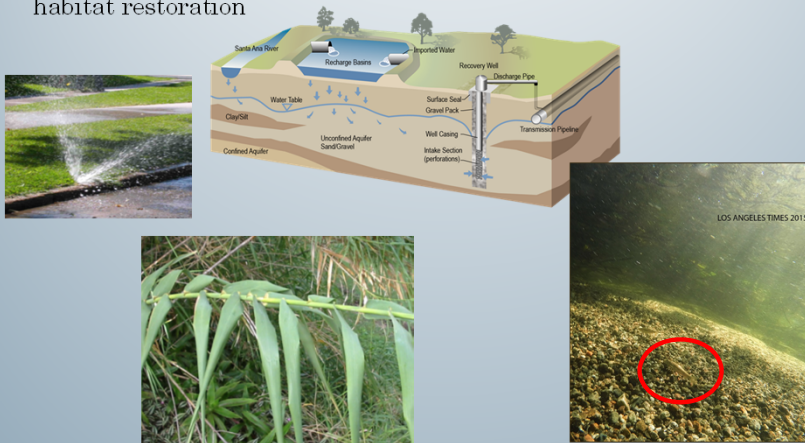 habitat restoration
Santa Ana River
Imported Water
Recharge Basins
Recovery Well
Discharge Pipe
Water Table
Surface Seal
Gravel Pack
Clay/Silt
Transmission Pipeline
Well Casing
Unconfined Aquifer
Sand/Gravel
Confined Aquifer
Intake Section
(perforations)
LOS ANGELES TIMES 2015